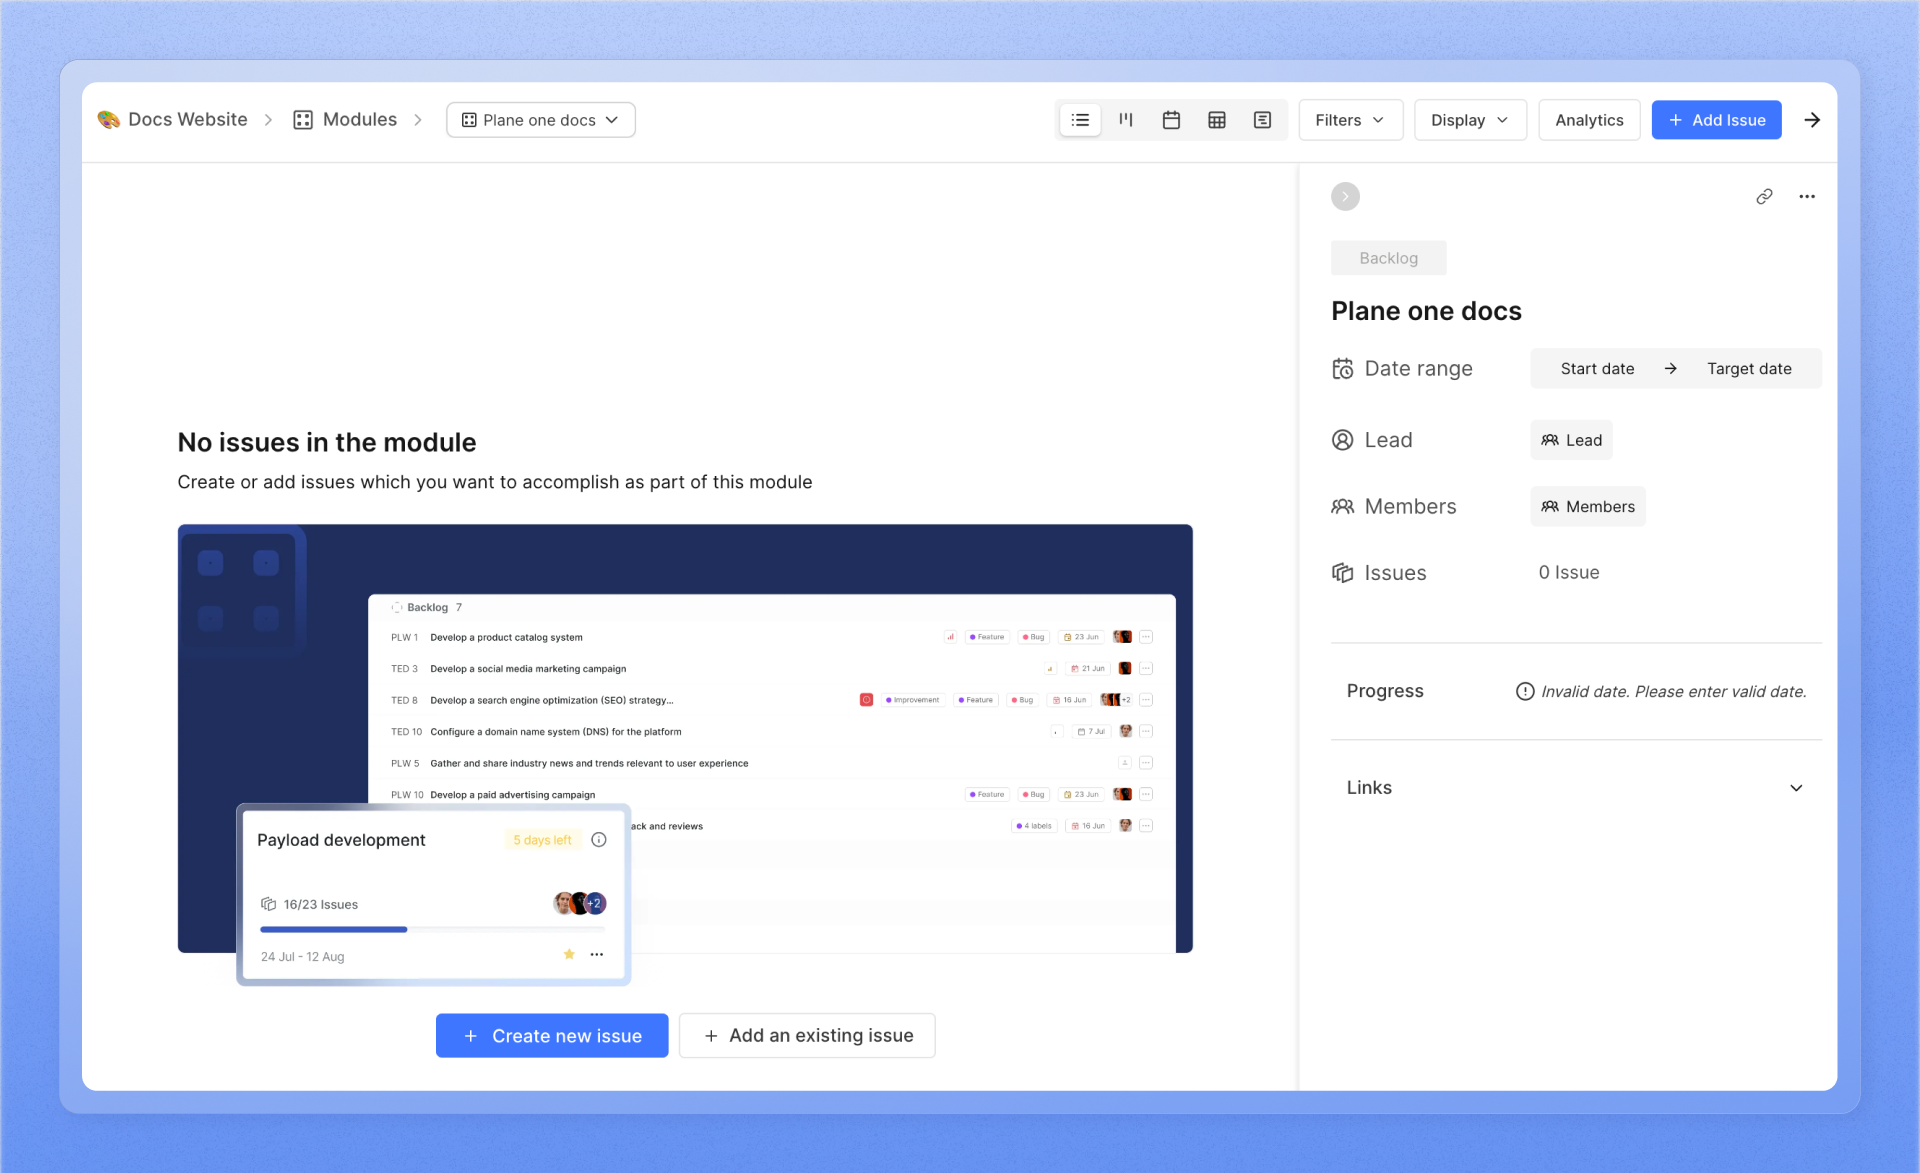 Docs Website
Modules
Plane one docs
Filters
Display
Analytics
+ Add Issue
Backlog
Plane one docs
Date range
Start date → Target date
Lead
Lead
Members
Members
Issues
0 Issue
Progress
Invalid date. Please enter valid date.
Links
No issues in the module
Create or add issues which you want to accomplish as part of this module
Backlog 7
PLW 1 Develop a product catalog system Feature Bug 23 Jun
TED 3 Develop a social media marketing campaign 21 Jun
TED 8 Develop a search engine optimization (SEO) strategy... Improvement Feature Bug 16 Jun +2
TED 10 Configure a domain name system (DNS) for the platform 7 Jul
PLW 5 Gather and share industry news and trends relevant to user experience
PLW 10 Develop a paid advertising campaign Feature Bug 23 Jun
ack and reviews 4 labels 16 Jun
Payload development 5 days left
16/23 Issues +2
24 Jul - 12 Aug
+ Create new issue
+ Add an existing issue